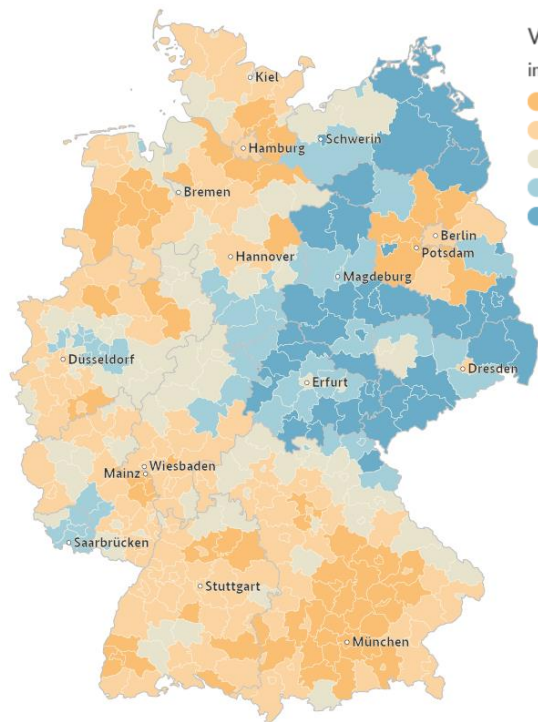 Kiel
Schwerin
Hamburg
Bremen
Berlin
Potsdam
Hannover
Magdeburg
Düsseldorf
Erfurt
Dresden
Wiesbaden
Mainz
Saarbrücken
Stuttgart
München